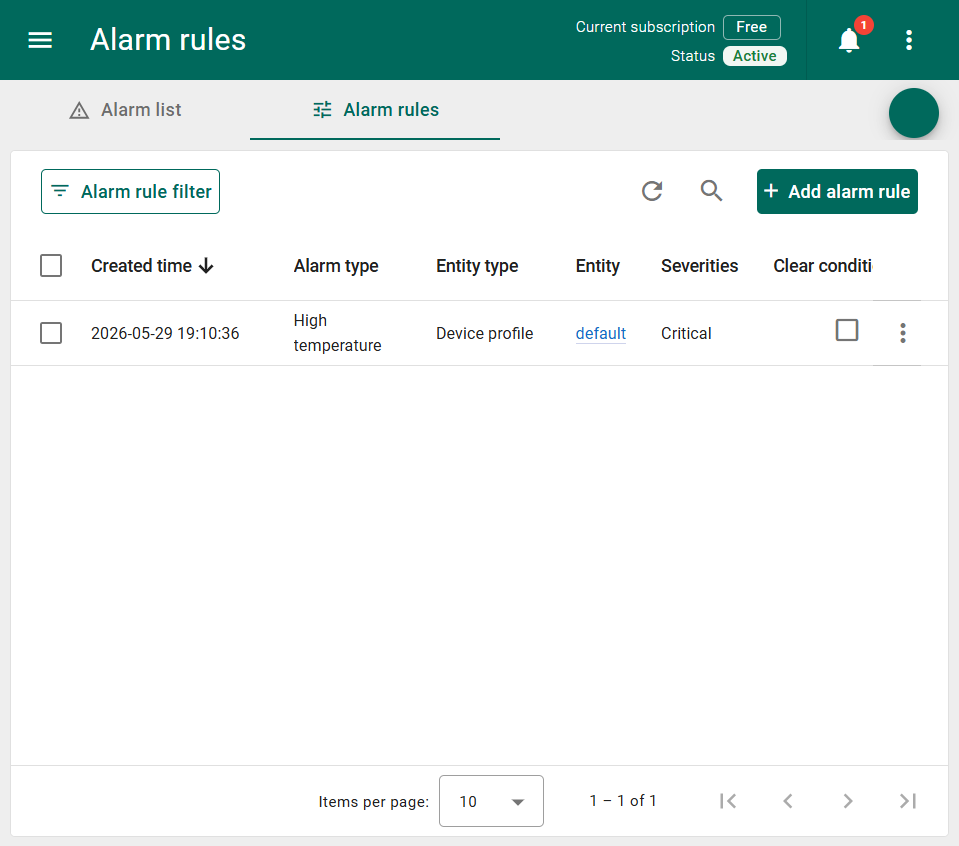 Alarm rules
Current subscription Free
Status Active
1
Alarm list
Alarm rules
Alarm rule filter
+ Add alarm rule
Created time
Alarm type
Entity type
Entity
Severities
Clear conditi
2026-05-29 19:10:36
High
temperature
Device profile
default
Critical
Items per page: 10
1 – 1 of 1